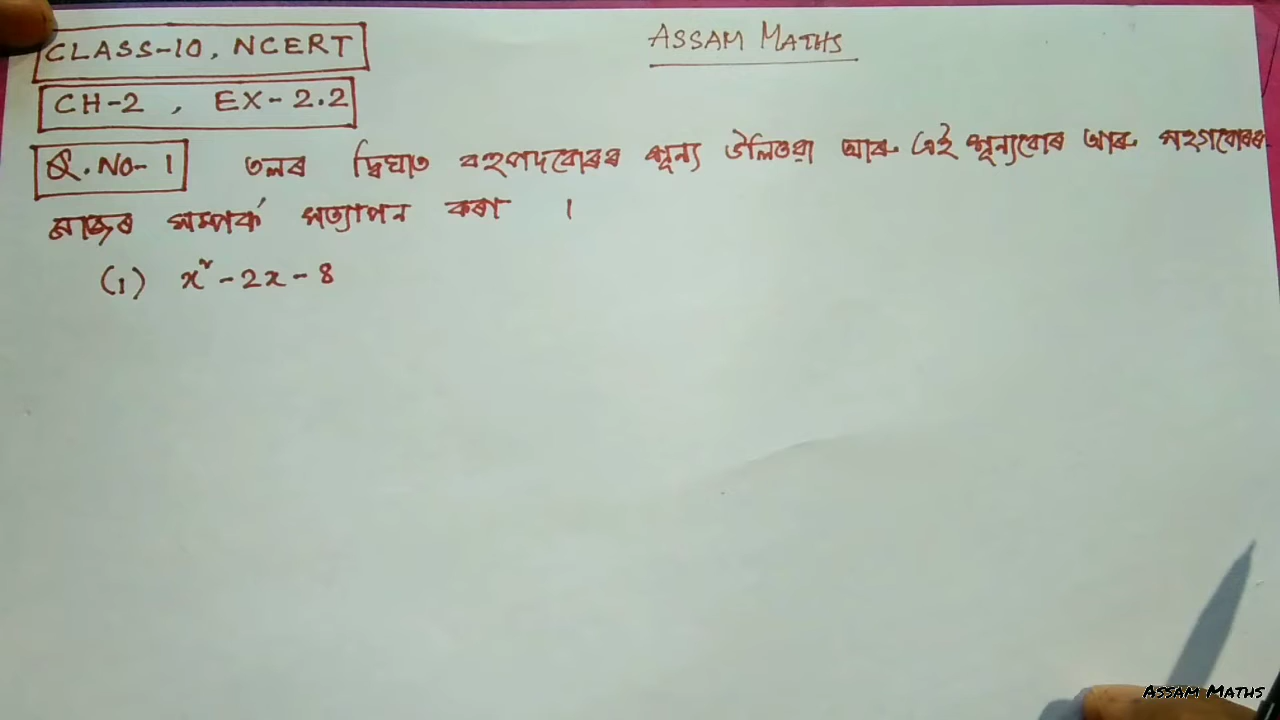 CLASS-10, NCERT
ASSAM MATHS
CH-2 , EX-2.2
Q.No-1 তলৰ দ্বিঘাত বহুপদবোৰৰ শূন্য উলিওৱা আৰু এই শূন্যবোৰ আৰু সহগবোৰৰ
মাজৰ সম্পৰ্ক সত্যাপন কৰা ।
(i) x² - 2x - 8
ASSAM MATHS